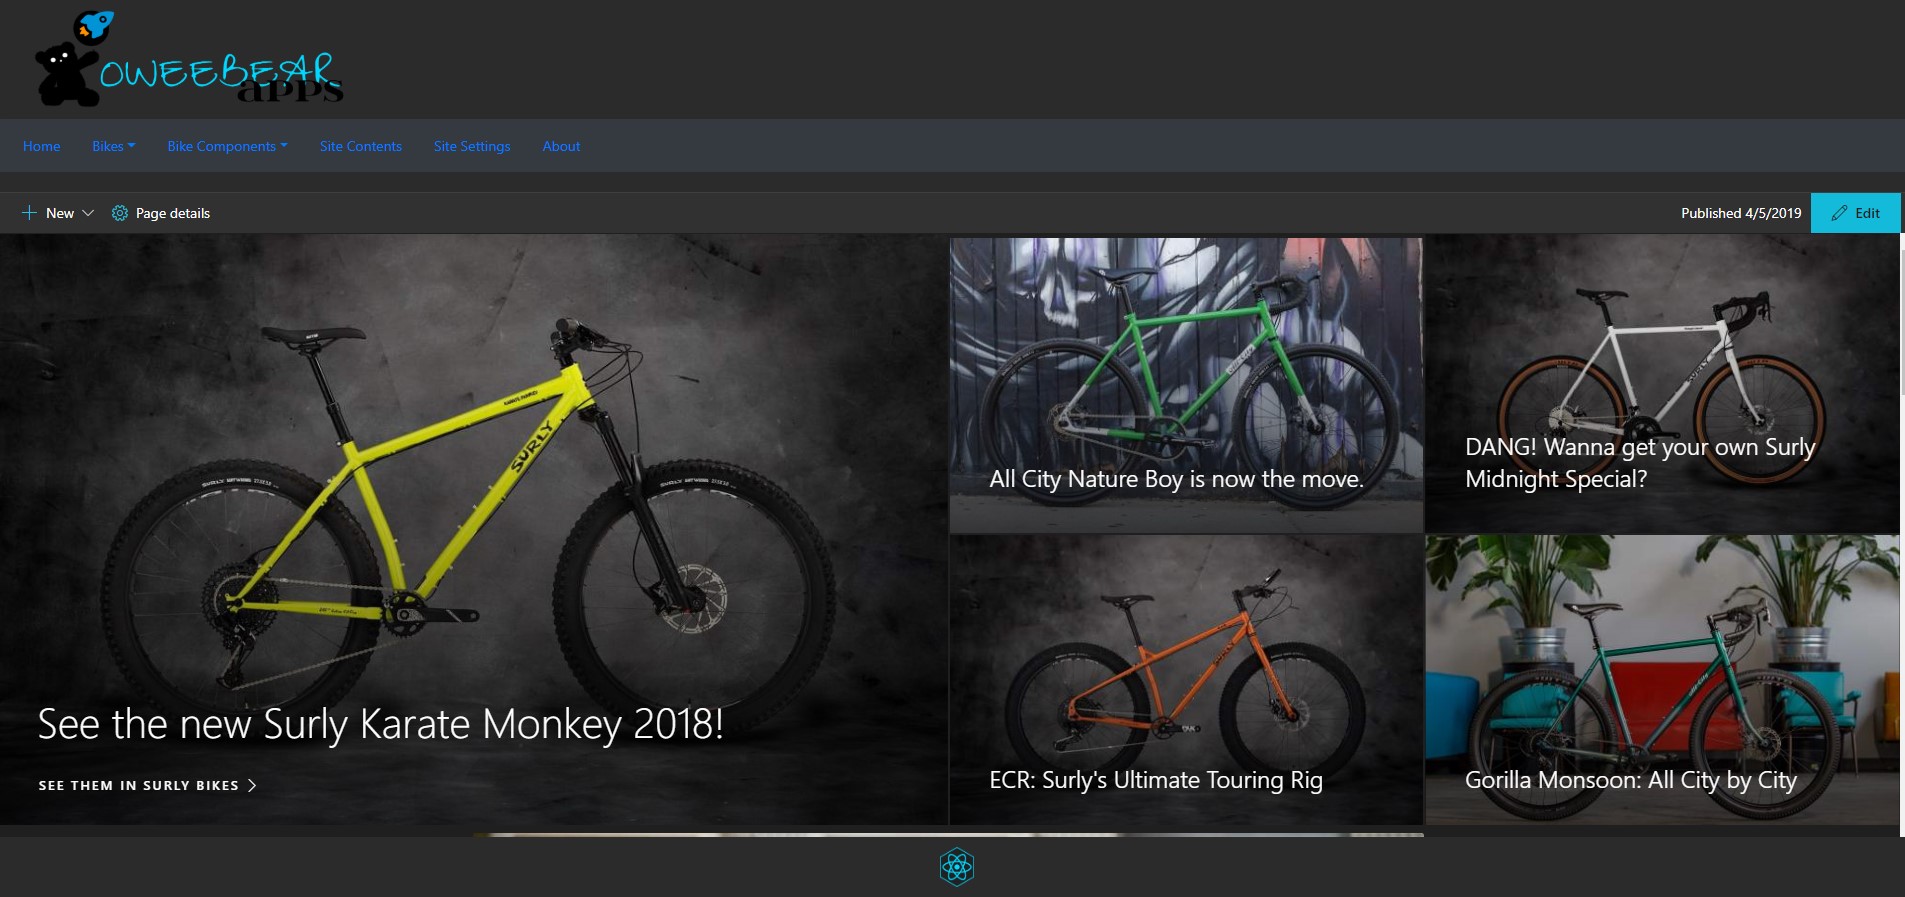 OWEEBEAR
apps
Home Bikes Bike Components Site Contents Site Settings About
New Page details Published 4/5/2019 Edit
SURLY
See the new Surly Karate Monkey 2018!
SEE THEM IN SURLY BIKES
All City Nature Boy is now the move.
SURLY
DANG! Wanna get your own Surly
Midnight Special?
SURLY
ECR: Surly's Ultimate Touring Rig
Gorilla Monsoon: All City by City